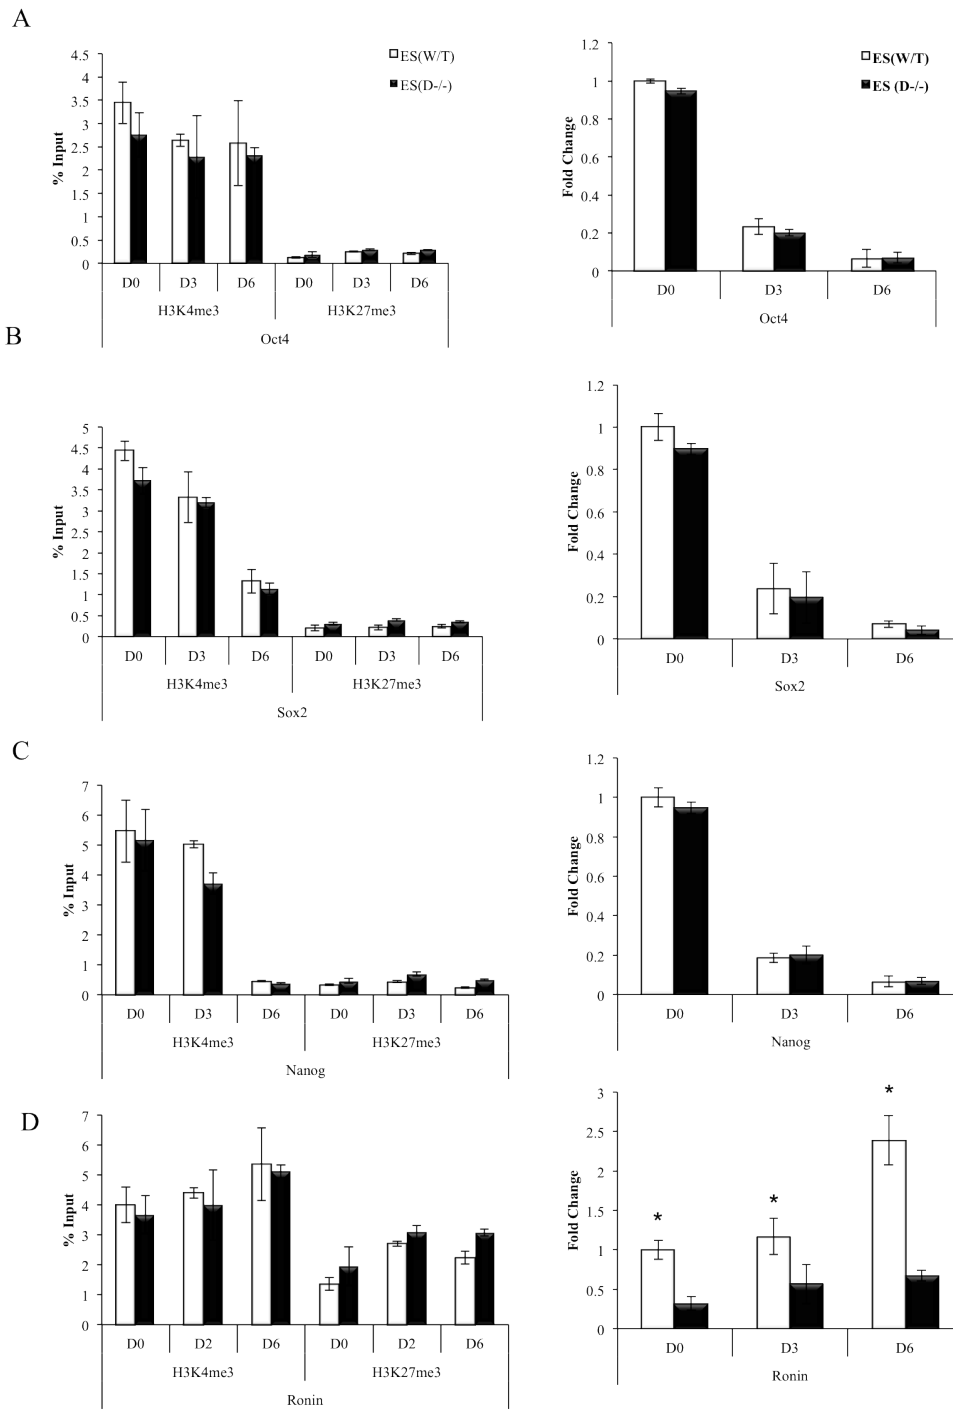 A
4.5
4
3.5
3
2.5
2
1.5
1
0.5
0
% Input
ES(W/T)
ES(D-/-)
D0 D3 D6 D0 D3 D6
H3K4me3 H3K27me3
Oct4
1.2
1
0.8
0.6
0.4
0.2
0
Fold Change
ES(W/T)
ES (D-/-)
D0 D3 D6
Oct4
B
5
4.5
4
3.5
3
2.5
2
1.5
1
0.5
0
% Input
D0 D3 D6 D0 D3 D6
H3K4me3 H3K27me3
Sox2
1.2
1
0.8
0.6
0.4
0.2
0
Fold Change
D0 D3 D6
Sox2
C
7
6
5
4
3
2
1
0
% Input
D0 D3 D6 D0 D3 D6
H3K4me3 H3K27me3
Nanog
1.2
1
0.8
0.6
0.4
0.2
0
Fold Change
D0 D3 D6
Nanog
D
7
6
5
4
3
2
1
0
% Input
D0 D2 D6 D0 D2 D6
H3K4me3 H3K27me3
Ronin
3
2.5
2
1.5
1
0.5
0
Fold Change
* * *
D0 D3 D6
Ronin